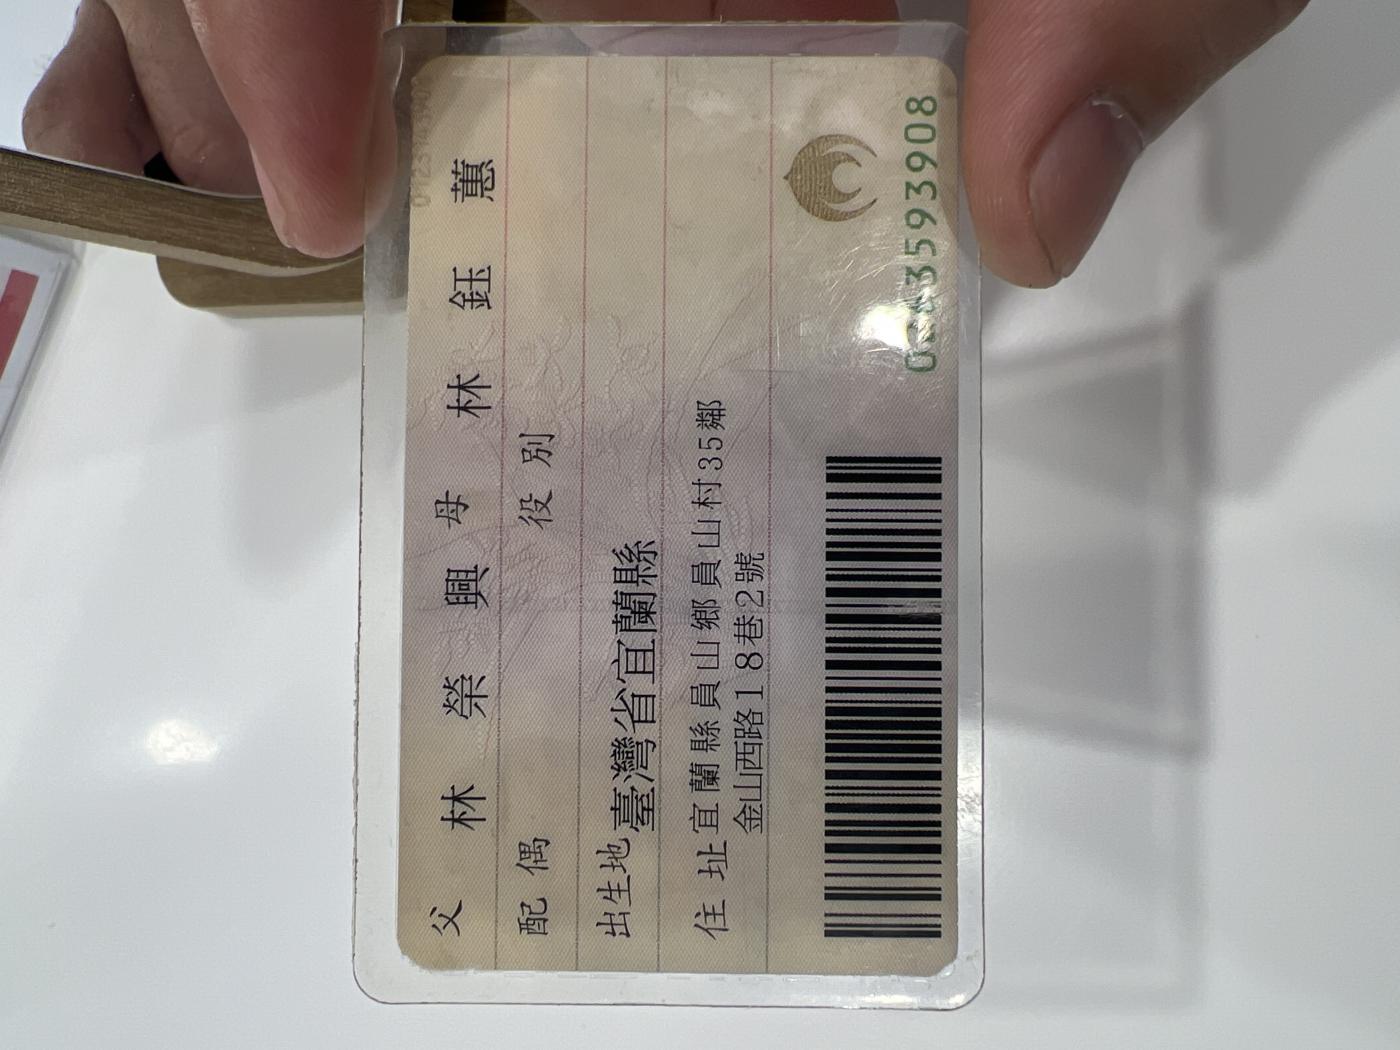 父 林榮興 母 林鈺蕙
配偶 役別
出生地 臺灣省宜蘭縣
住址 宜蘭縣員山鄉員山村35鄰
金山西路18巷2號